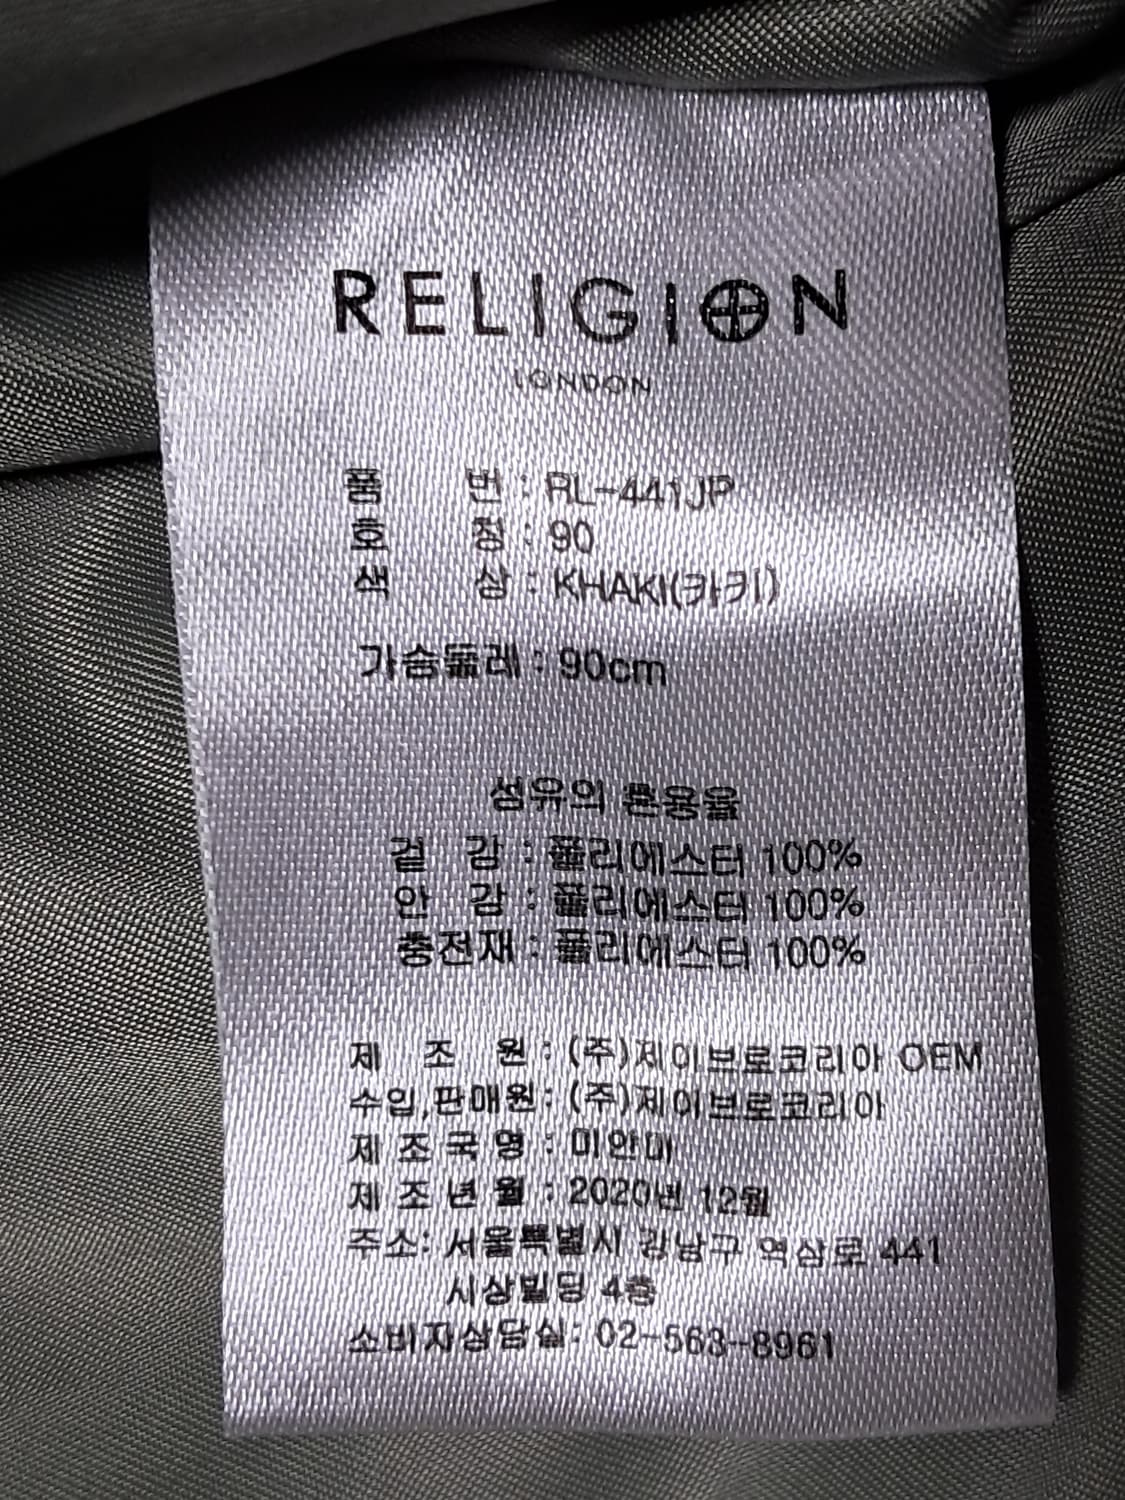 RELIGION
LONDON
품 번 : RL-441JP
호 칭 : 90
색 상 : KHAKI(카키)
가슴둘레 : 90cm
섬유의 혼용율
겉 감 : 폴리에스터 100%
안 감 : 폴리에스터 100%
충전재 : 폴리에스터 100%
제 조 원 : (주)제이브로코리아 OEM
수입,판매원 : (주)제이브로코리아
제 조 국 명 : 미얀마
제 조 년 월 : 2020년 12월
주소: 서울특별시 강남구 역삼로 441
시상빌딩 4층
소비자상담실: 02-563-8961